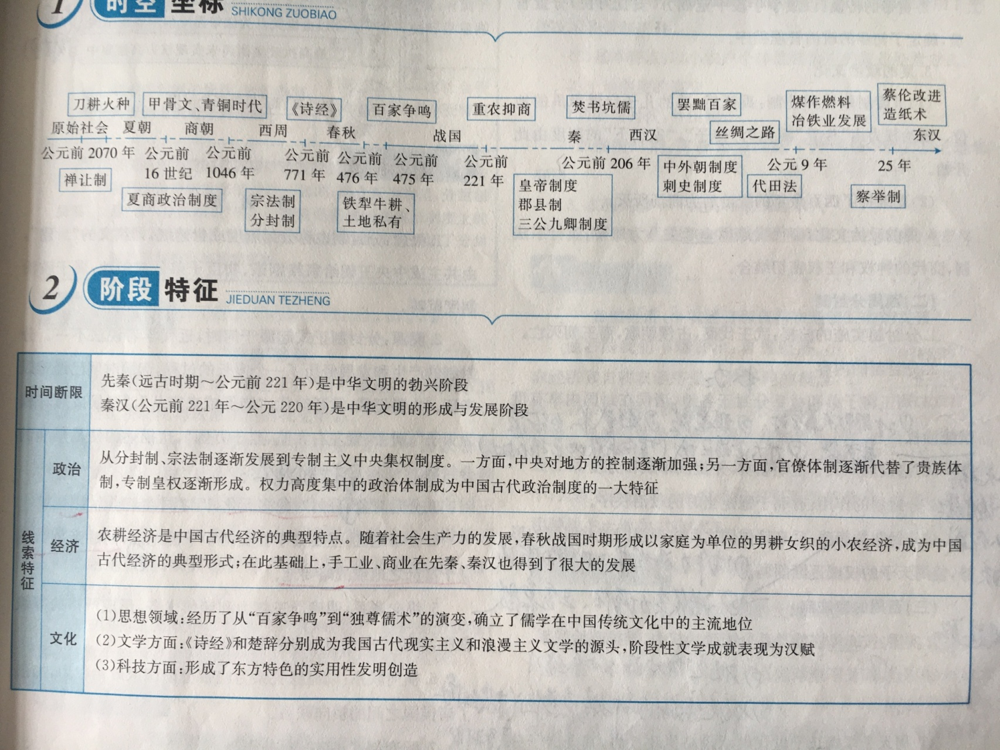 1 时空 坐标 SHIKONG ZUOBIAO
刀耕火种 甲骨文、青铜时代 《诗经》 百家争鸣 重农抑商 焚书坑儒 罢黜百家 煤作燃料 蔡伦改进
冶铁业发展 造纸术
丝绸之路
原始社会 夏朝 商朝 西周 春秋 战国 秦 西汉 东汉
公元前 2070 年 公元前 公元前 公元前 公元前 公元前 公元前 公元前 206 年 公元 9 年 25 年
16 世纪 1046 年 771 年 476 年 475 年 221 年
禅让制 夏商政治制度 宗法制 铁犁牛耕、 皇帝制度 中外朝制度 代田法 察举制
分封制 土地私有 郡县制 刺史制度
三公九卿制度
2 阶段 特征 JIEDUAN TEZHENG
时间断限
先秦(远古时期～公元前 221 年)是中华文明的勃兴阶段
秦汉(公元前 221 年～公元 220 年)是中华文明的形成与发展阶段
线索特征
政治
从分封制、宗法制逐渐发展到专制主义中央集权制度。一方面,中央对地方的控制逐渐加强;另一方面,官僚体制逐渐代替了贵族体
制,专制皇权逐渐形成。权力高度集中的政治体制成为中国古代政治制度的一大特征
经济
农耕经济是中国古代经济的典型特点。随着社会生产力的发展,春秋战国时期形成以家庭为单位的男耕女织的小农经济,成为中国
古代经济的典型形式;在此基础上,手工业、商业在先秦、秦汉也得到了很大的发展
文化
(1)思想领域:经历了从“百家争鸣”到“独尊儒术”的演变,确立了儒学在中国传统文化中的主流地位
(2)文学方面:《诗经》和楚辞分别成为我国古代现实主义和浪漫主义文学的源头,阶段性文学成就表现为汉赋
(3)科技方面:形成了东方特色的实用性发明创造